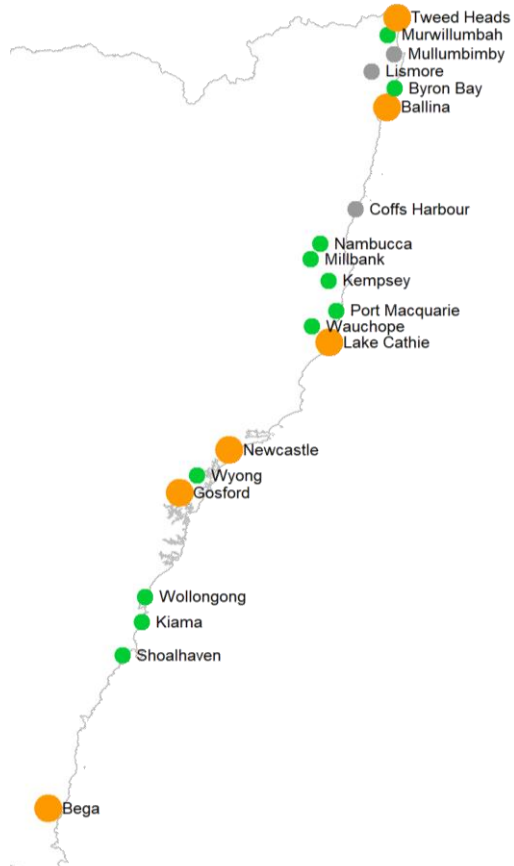 Tweed Heads
Murwillumbah
Mullumbimby
Lismore
Byron Bay
Ballina
Coffs Harbour
Nambucca
Millbank
Kempsey
Port Macquarie
Wauchope
Lake Cathie
Newcastle
Wyong
Gosford
Wollongong
Kiama
Shoalhaven
Bega